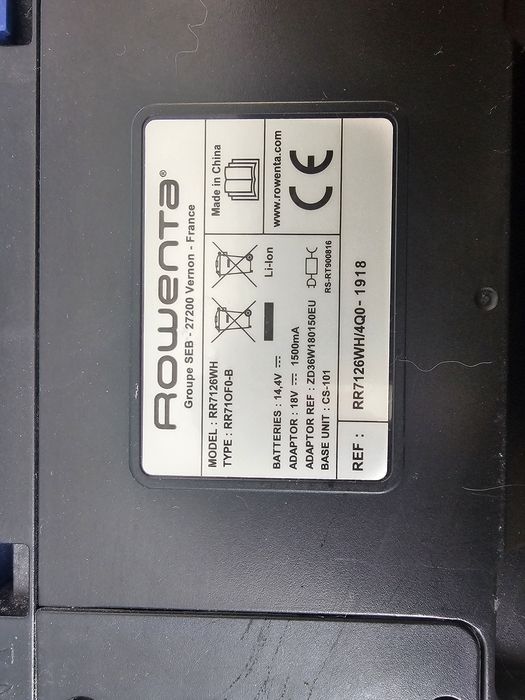 Rowenta®
Groupe SEB - 27200 Vernon - France
MODEL : RR7126WH
TYPE : RR71OF0-B
Made in China
BATTERIES : 14,4V
Li-Ion
ADAPTOR : 18V 1500mA
ADAPTOR REF : ZD36W180150EU
BASE UNIT : CS-101
RS-RT900816
www.rowenta.com
CE
REF : RR7126WH/4Q0- 1918